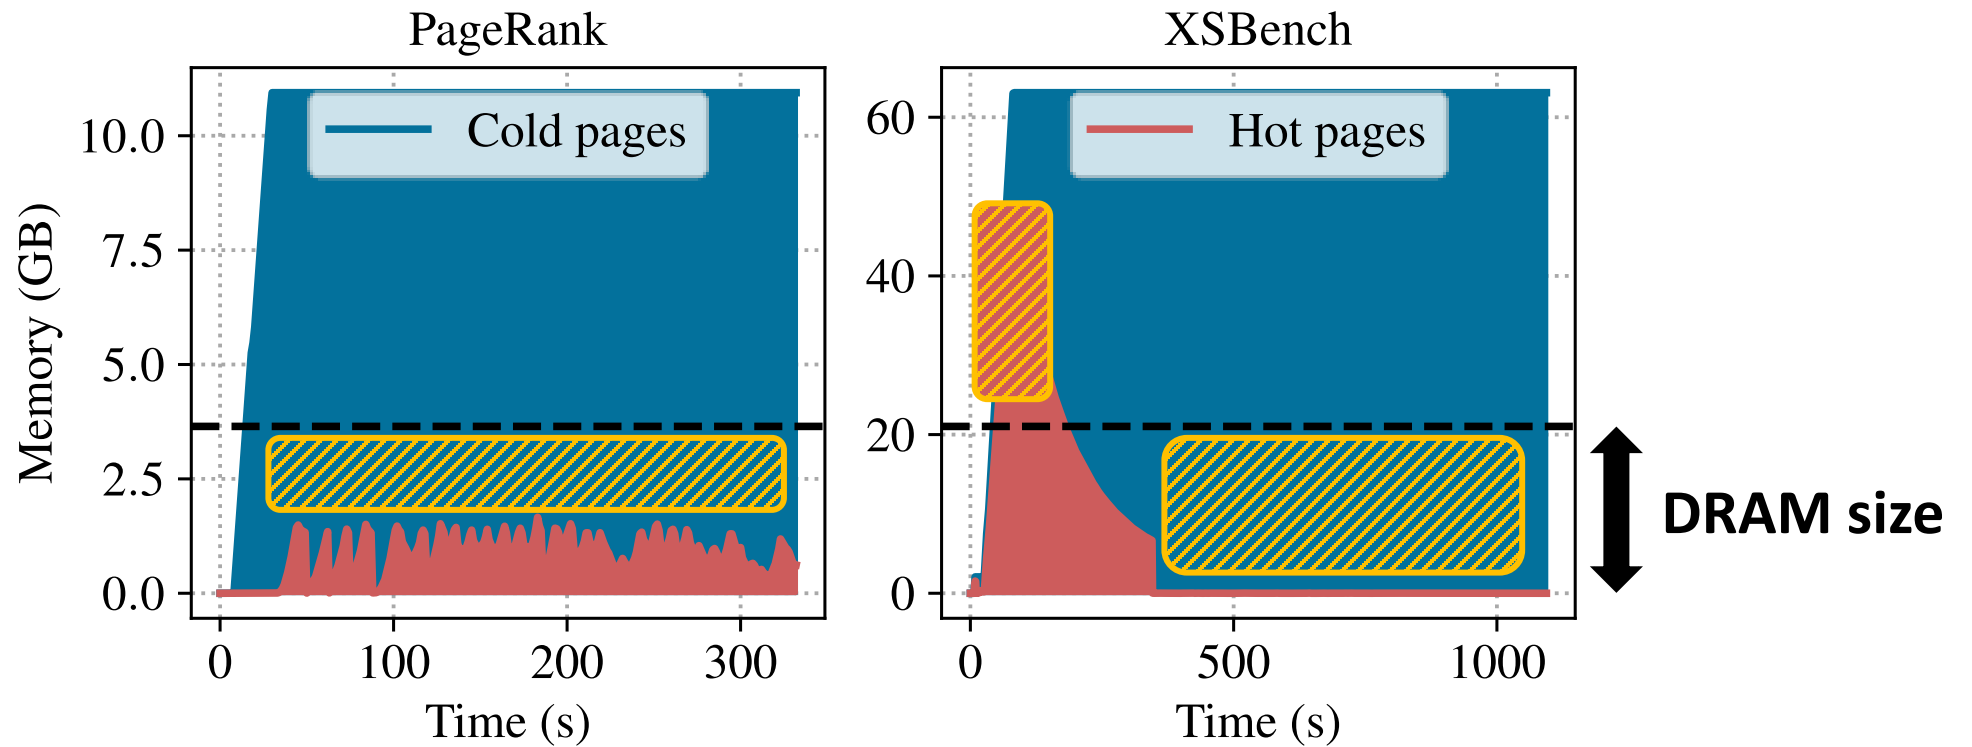 PageRank
Memory (GB)
10.0
7.5
5.0
2.5
0.0
Cold pages
0 100 200 300
Time (s)
XSBench
60
40
20
0
Hot pages
0 500 1000
Time (s)
DRAM size